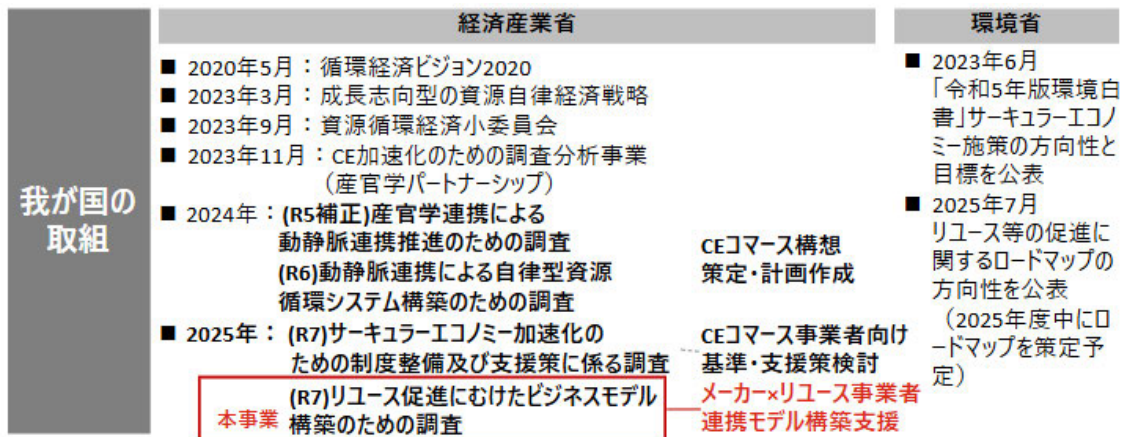 我が国の
取組
経済産業省
■ 2020年5月：循環経済ビジョン2020
■ 2023年3月：成長志向型の資源自律経済戦略
■ 2023年9月：資源循環経済小委員会
■ 2023年11月：CE加速化のための調査分析事業
（産官学パートナーシップ）
■ 2024年：(R5補正)産官学連携による
動静脈連携推進のための調査
(R6)動静脈連携による自律型資源
循環システム構築のための調査
CEコマース構想
策定・計画作成
■ 2025年： (R7)サーキュラーエコノミー加速化の
ための制度整備及び支援策に係る調査
CEコマース事業者向け
基準・支援策検討
本事業
(R7)リユース促進にむけたビジネスモデル
構築のための調査
メーカー×リユース事業者
連携モデル構築支援
環境省
■ 2023年6月
「令和5年版環境白
書」サーキュラーエコノ
ミー施策の方向性と
目標を公表
■ 2025年7月
リユース等の促進に
関するロードマップの
方向性を公表
（2025年度中にロ
ードマップを策定予
定）